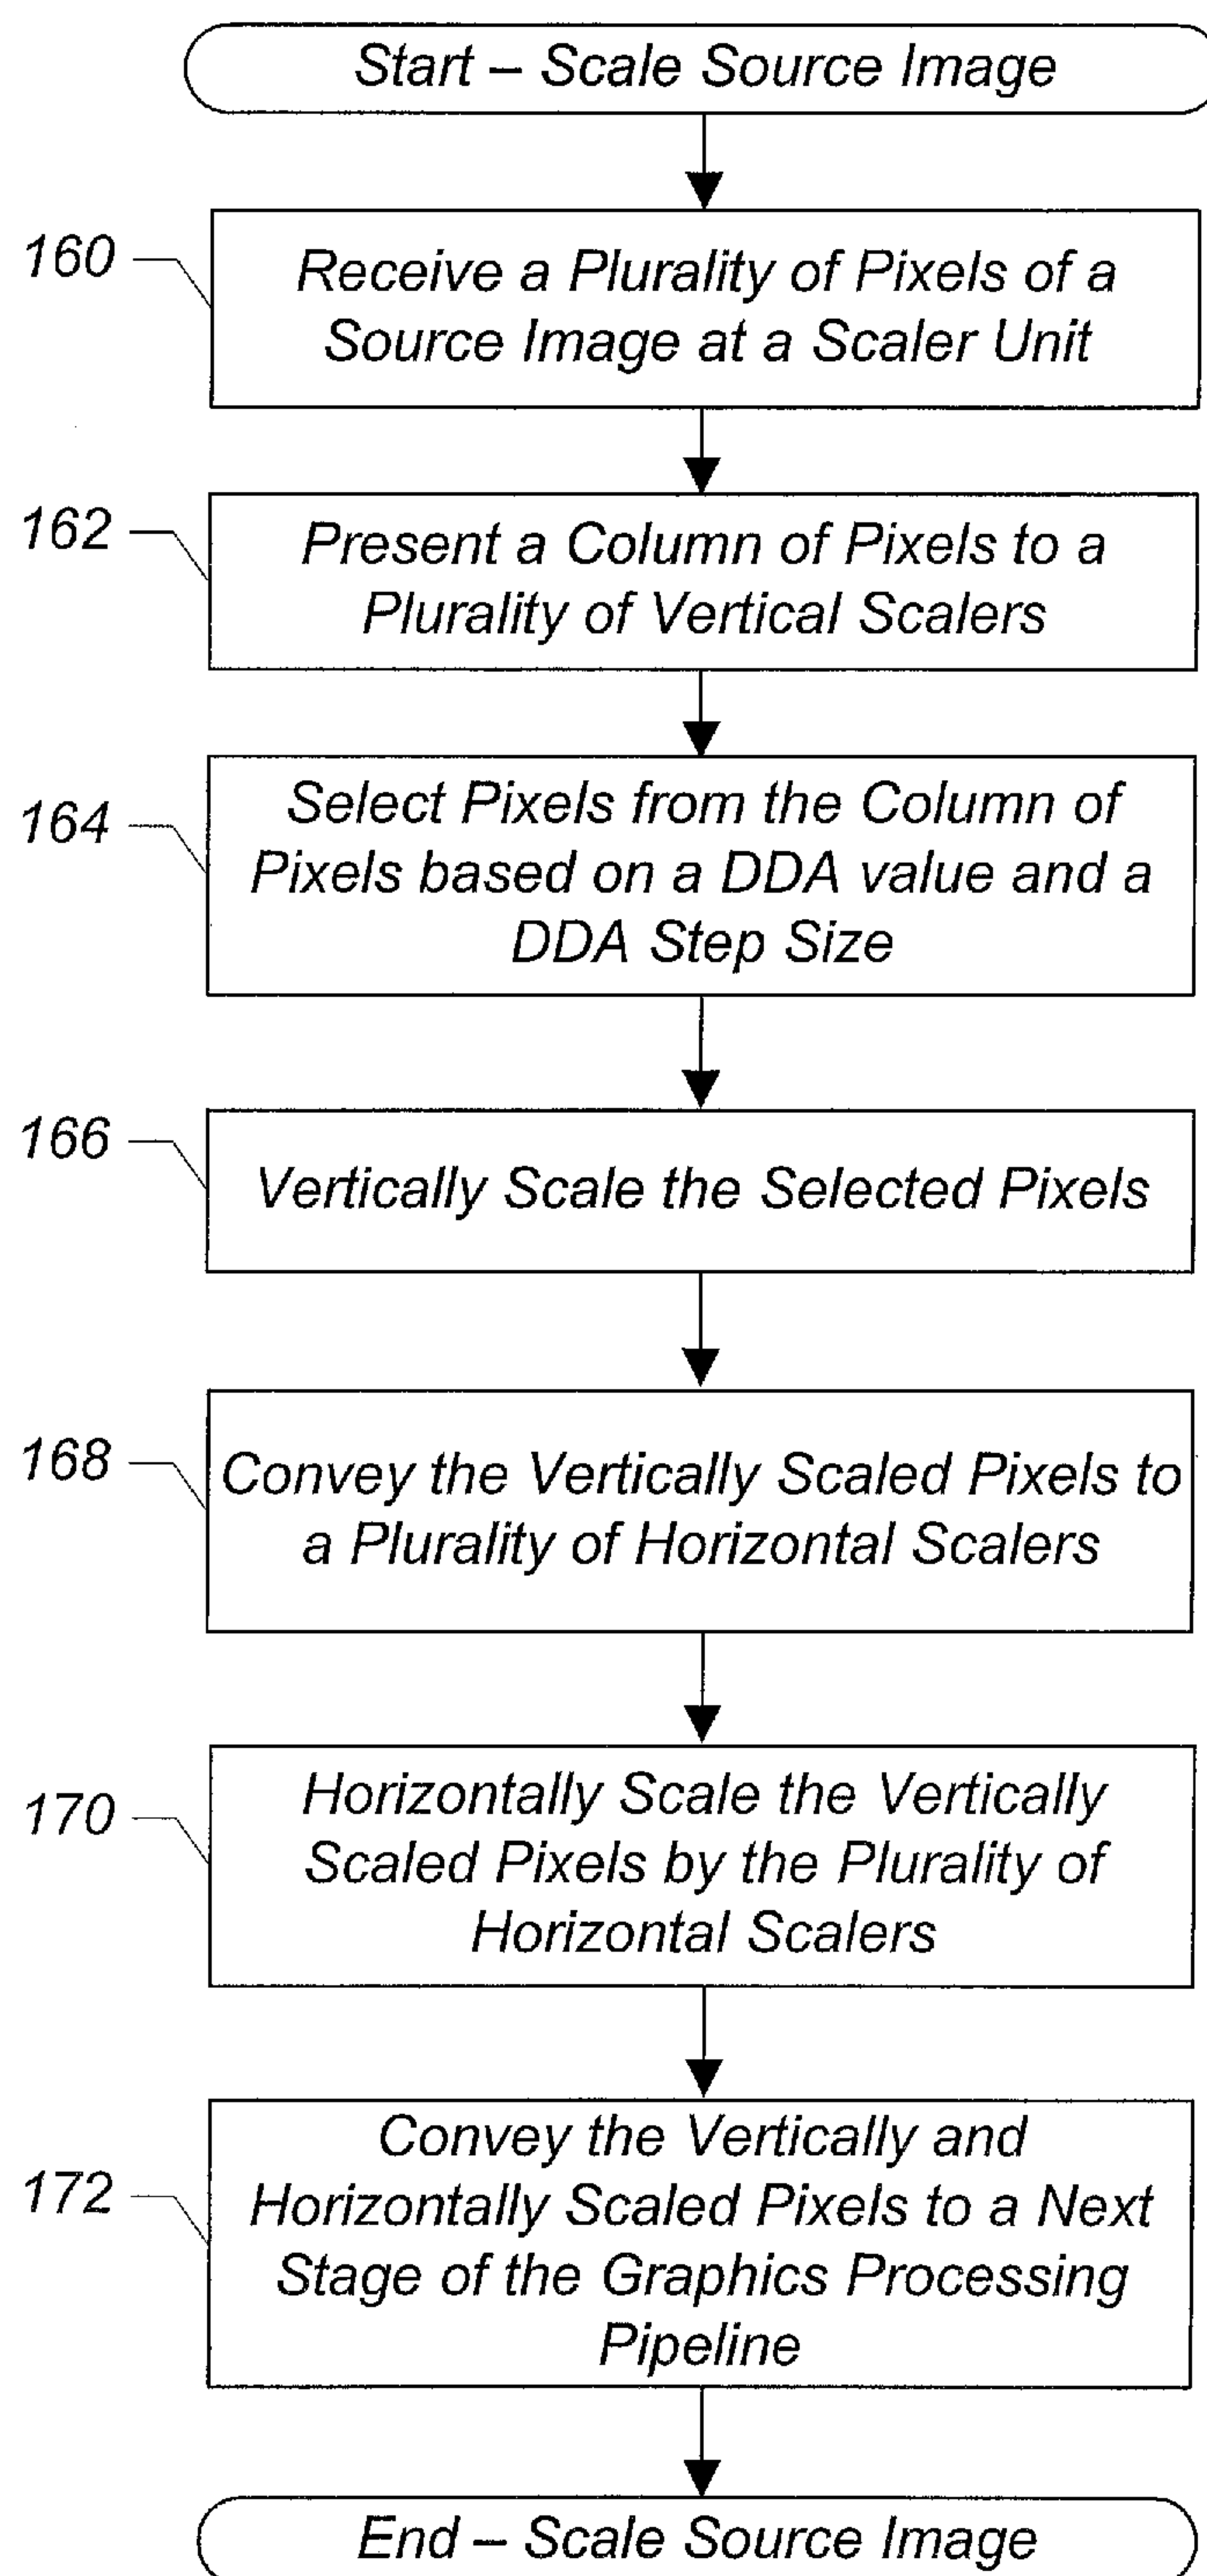 Start – Scale Source Image
160
Receive a Plurality of Pixels of a
Source Image at a Scaler Unit
162
Present a Column of Pixels to a
Plurality of Vertical Scalers
164
Select Pixels from the Column of
Pixels based on a DDA value and a
DDA Step Size
166
Vertically Scale the Selected Pixels
168
Convey the Vertically Scaled Pixels to
a Plurality of Horizontal Scalers
170
Horizontally Scale the Vertically
Scaled Pixels by the Plurality of
Horizontal Scalers
172
Convey the Vertically and
Horizontally Scaled Pixels to a Next
Stage of the Graphics Processing
Pipeline
End – Scale Source Image